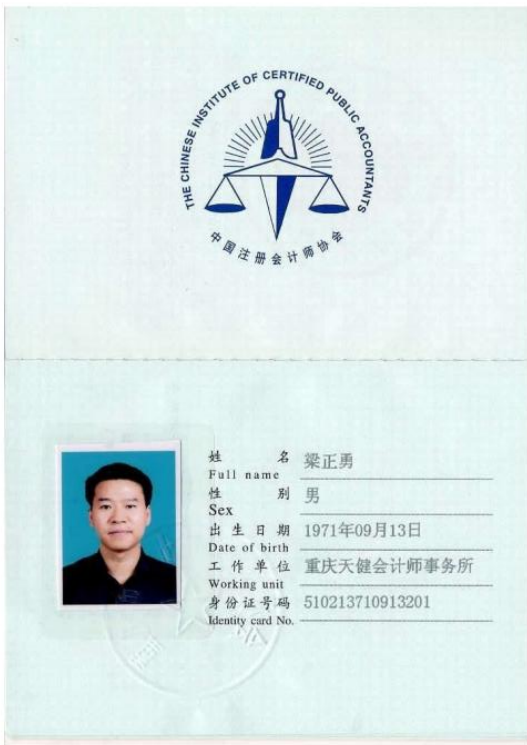 THE CHINESE INSTITUTE OF CERTIFIED PUBLIC ACCOUNTANTS
中国注册会计师协会
姓 名 梁正勇
Full name
性 别 男
Sex
出生日期 1971年09月13日
Date of birth
工作单位 重庆天健会计师事务所
Working unit
身份证号码 510213710913201
Identity card No.